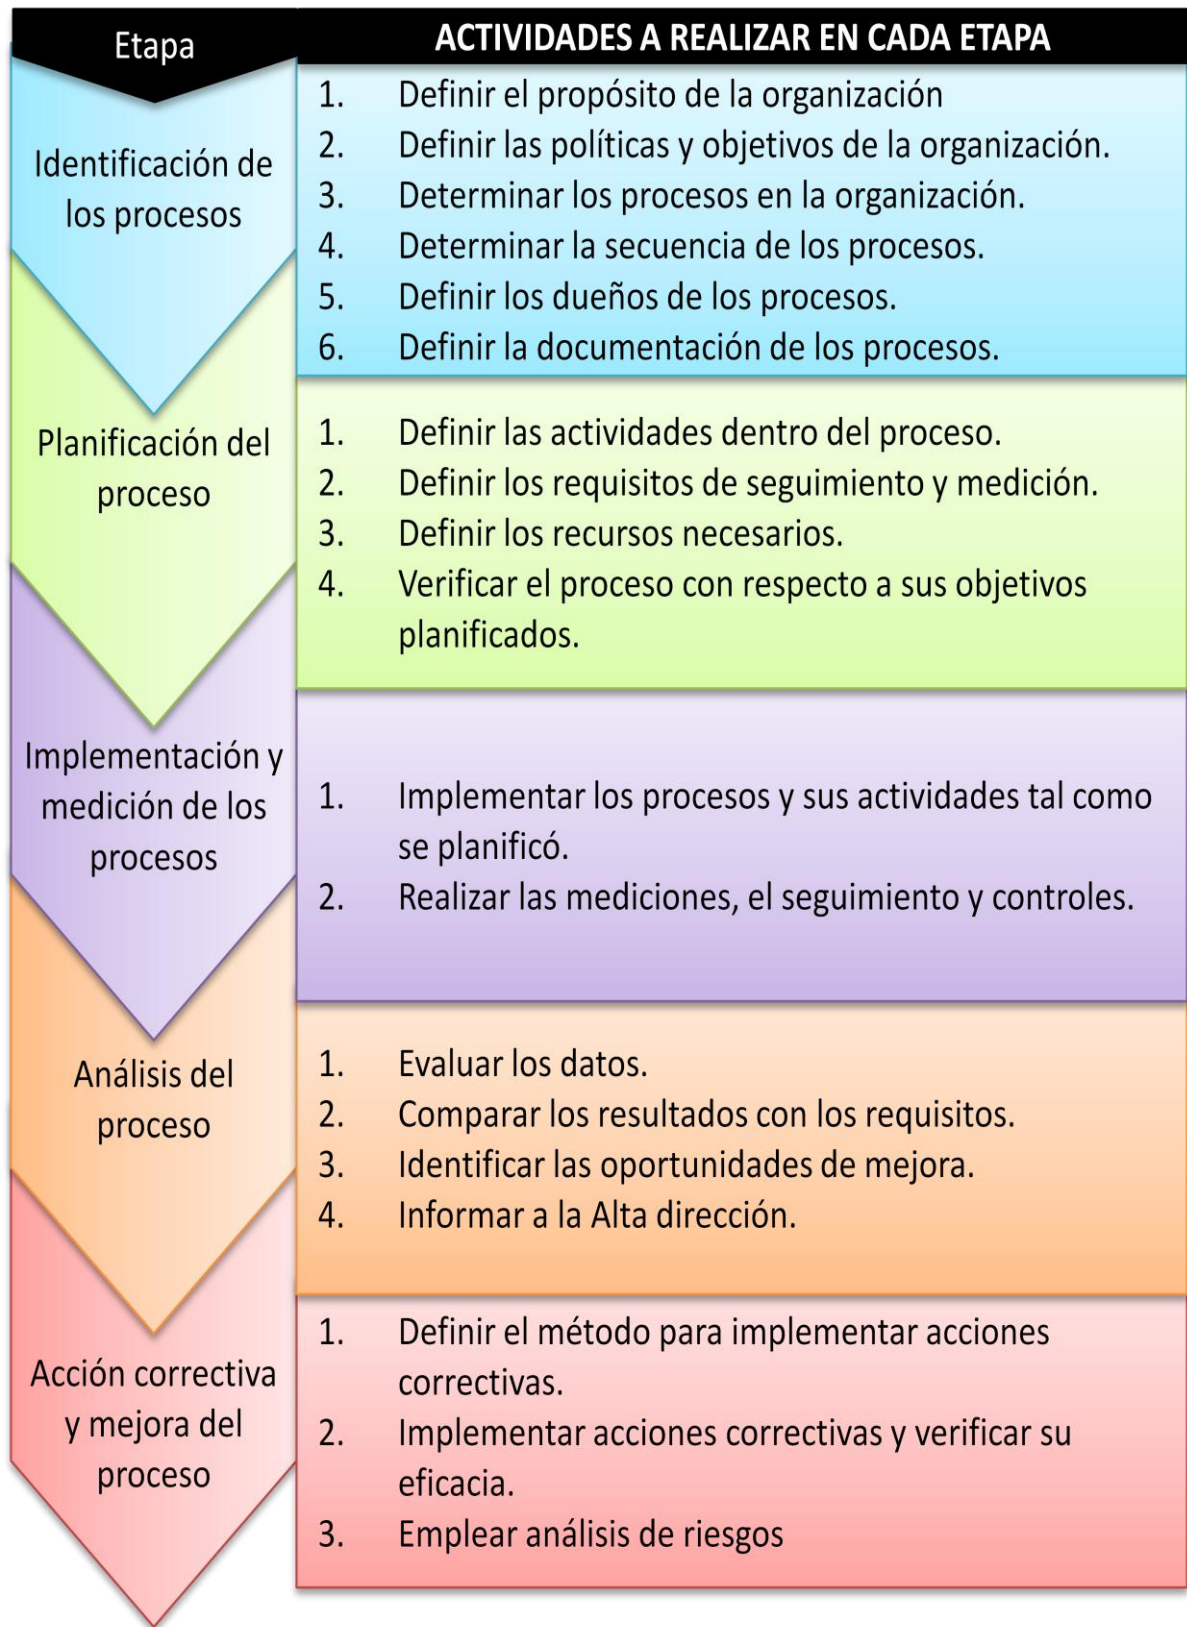 Etapa
ACTIVIDADES A REALIZAR EN CADA ETAPA
Identificación de
los procesos
1. Definir el propósito de la organización
2. Definir las políticas y objetivos de la organización.
3. Determinar los procesos en la organización.
4. Determinar la secuencia de los procesos.
5. Definir los dueños de los procesos.
6. Definir la documentación de los procesos.
Planificación del
proceso
1. Definir las actividades dentro del proceso.
2. Definir los requisitos de seguimiento y medición.
3. Definir los recursos necesarios.
4. Verificar el proceso con respecto a sus objetivos
planificados.
Implementación y
medición de los
procesos
1. Implementar los procesos y sus actividades tal como
se planificó.
2. Realizar las mediciones, el seguimiento y controles.
Análisis del
proceso
1. Evaluar los datos.
2. Comparar los resultados con los requisitos.
3. Identificar las oportunidades de mejora.
4. Informar a la Alta dirección.
Acción correctiva
y mejora del
proceso
1. Definir el método para implementar acciones
correctivas.
2. Implementar acciones correctivas y verificar su
eficacia.
3. Emplear análisis de riesgos